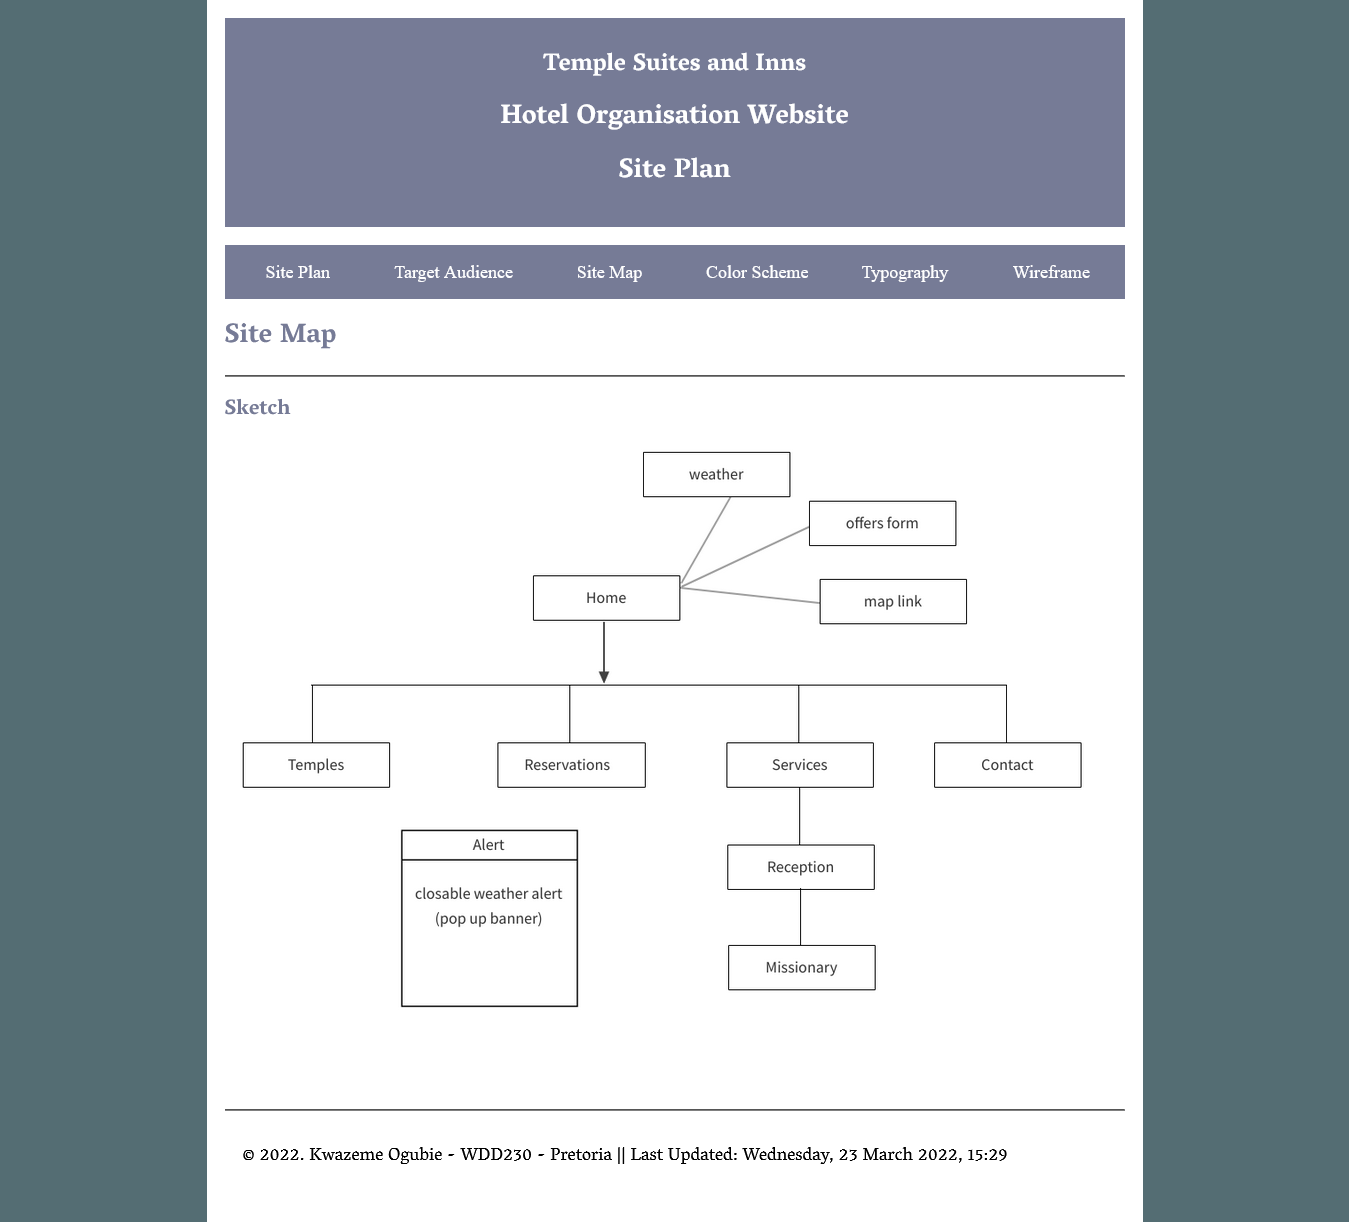 Temple Suites and Inns
Hotel Organisation Website
Site Plan
Site Plan Target Audience Site Map Color Scheme Typography Wireframe
Site Map
Sketch
weather
offers form
Home
map link
Temples Reservations Services Contact
Alert
closable weather alert
(pop up banner)
Reception
Missionary
© 2022. Kwazeme Ogubie - WDD230 - Pretoria || Last Updated: Wednesday, 23 March 2022, 15:29